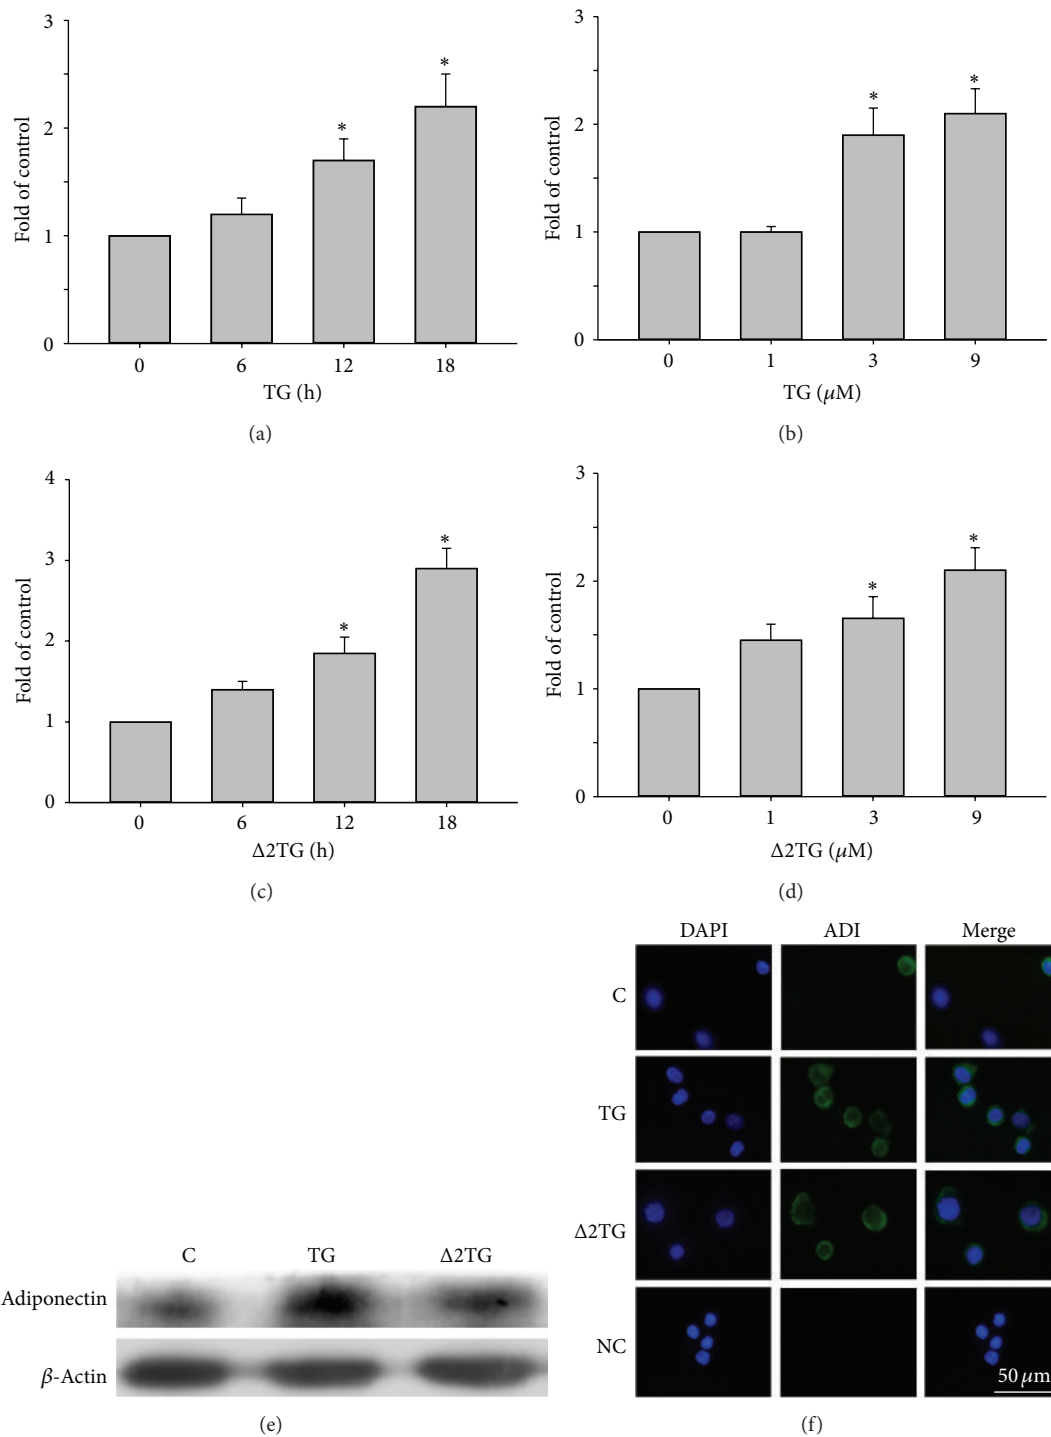 3
2
1
0
Fold of control
*
*
0 6 12 18
TG (h)
(a)
3
2
1
0
Fold of control
*
*
0 1 3 9
TG (μM)
(b)
4
3
2
1
0
Fold of control
*
*
0 6 12 18
Δ2TG (h)
(c)
3
2
1
0
Fold of control
*
*
0 1 3 9
Δ2TG (μM)
(d)
C TG Δ2TG
Adiponectin
β-Actin
(e)
DAPI ADI Merge
C
TG
Δ2TG
NC
50 μm
(f)